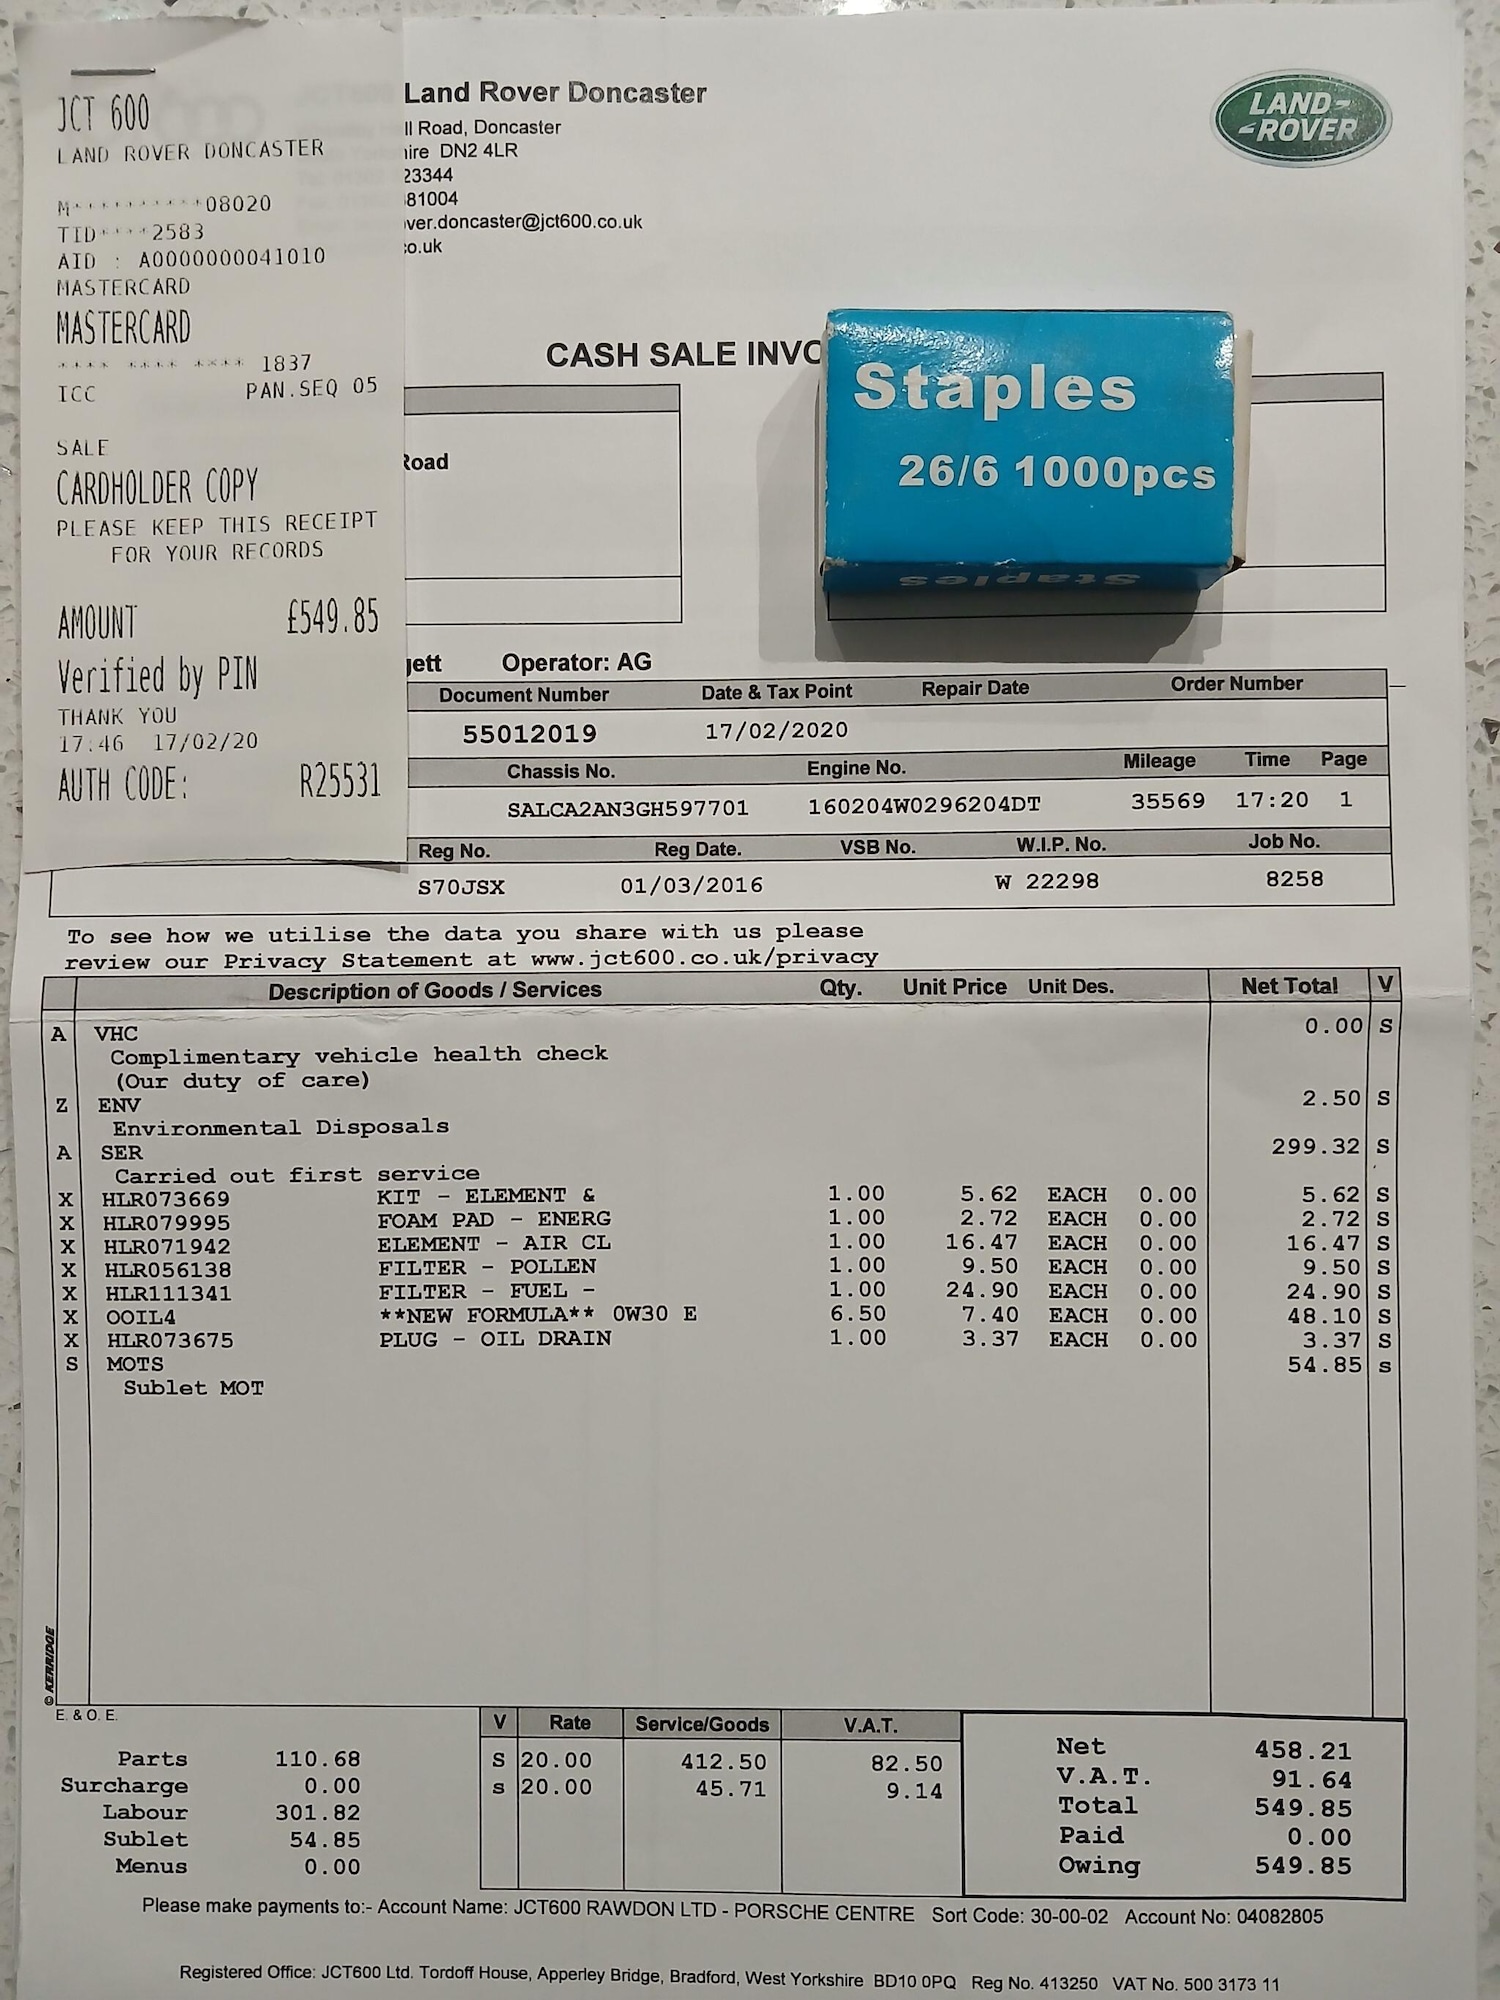 JCT 600
LAND ROVER DONCASTER
M**********08020
TID****2583
AID : A0000000041010
MASTERCARD
MASTERCARD
**** **** **** 1837
ICC PAN.SEQ 05
SALE
CARDHOLDER COPY
PLEASE KEEP THIS RECEIPT
FOR YOUR RECORDS
AMOUNT £549.85
Verified by PIN
THANK YOU
17:46 17/02/20
AUTH CODE: R25531
Land Rover Doncaster
ll Road, Doncaster
ire DN2 4LR
23344
81004
ver.doncaster@jct600.co.uk
co.uk
LAND-
-ROVER
CASH SALE INVO
Staples
26/6 1000pcs
Staples
Road
gett Operator: AG
Document Number Date & Tax Point Repair Date Order Number
55012019 17/02/2020
Chassis No. Engine No. Mileage Time Page
SALCA2AN3GH597701 160204W0296204DT 35569 17:20 1
Reg No. Reg Date. VSB No. W.I.P. No. Job No.
S70JSX 01/03/2016 W 22298 8258
To see how we utilise the data you share with us please
review our Privacy Statement at www.jct600.co.uk/privacy
Description of Goods / Services Qty. Unit Price Unit Des. Net Total V
A VHC 0.00 S
Complimentary vehicle health check
(Our duty of care)
Z ENV 2.50 S
Environmental Disposals
A SER 299.32 S
Carried out first service
X HLR073669 KIT - ELEMENT & 1.00 5.62 EACH 0.00 5.62 S
X HLR079995 FOAM PAD - ENERG 1.00 2.72 EACH 0.00 2.72 S
X HLR071942 ELEMENT - AIR CL 1.00 16.47 EACH 0.00 16.47 S
X HLR056138 FILTER - POLLEN 1.00 9.50 EACH 0.00 9.50 S
X HLR111341 FILTER - FUEL - 1.00 24.90 EACH 0.00 24.90 S
X OOIL4 **NEW FORMULA** 0W30 E 6.50 7.40 EACH 0.00 48.10 S
X HLR073675 PLUG - OIL DRAIN 1.00 3.37 EACH 0.00 3.37 S
S MOTS 54.85 s
Sublet MOT
© KERRIDGE
E. & O. E.
V Rate Service/Goods V.A.T.
S 20.00 412.50 82.50
s 20.00 45.71 9.14
Parts 110.68
Surcharge 0.00
Labour 301.82
Sublet 54.85
Menus 0.00
Net 458.21
V.A.T. 91.64
Total 549.85
Paid 0.00
Owing 549.85
Please make payments to:- Account Name: JCT600 RAWDON LTD - PORSCHE CENTRE Sort Code: 30-00-02 Account No: 04082805
Registered Office: JCT600 Ltd. Tordoff House, Apperley Bridge, Bradford, West Yorkshire BD10 0PQ Reg No. 413250 VAT No. 500 3173 11